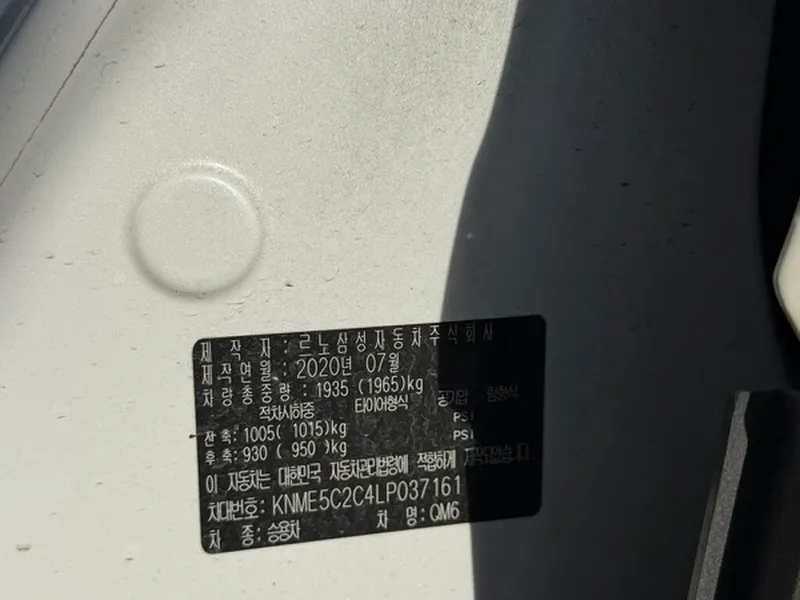 제 작 자 : 르노삼성자동차주식회사
제작연월 : 2020년 07월
차량총중량 : 1935 (1965)kg
적차시하중 타이어형식 공기압 림형식
PSI
전 축: 1005( 1015)kg PSI
후 축: 930 ( 950 )kg
이 자동차는 대한민국 자동차관리법령에 적합하게 제작되었습니다.
차대번호: KNME5C2C4LP037161
차 종: 승용차 차 명: QM6